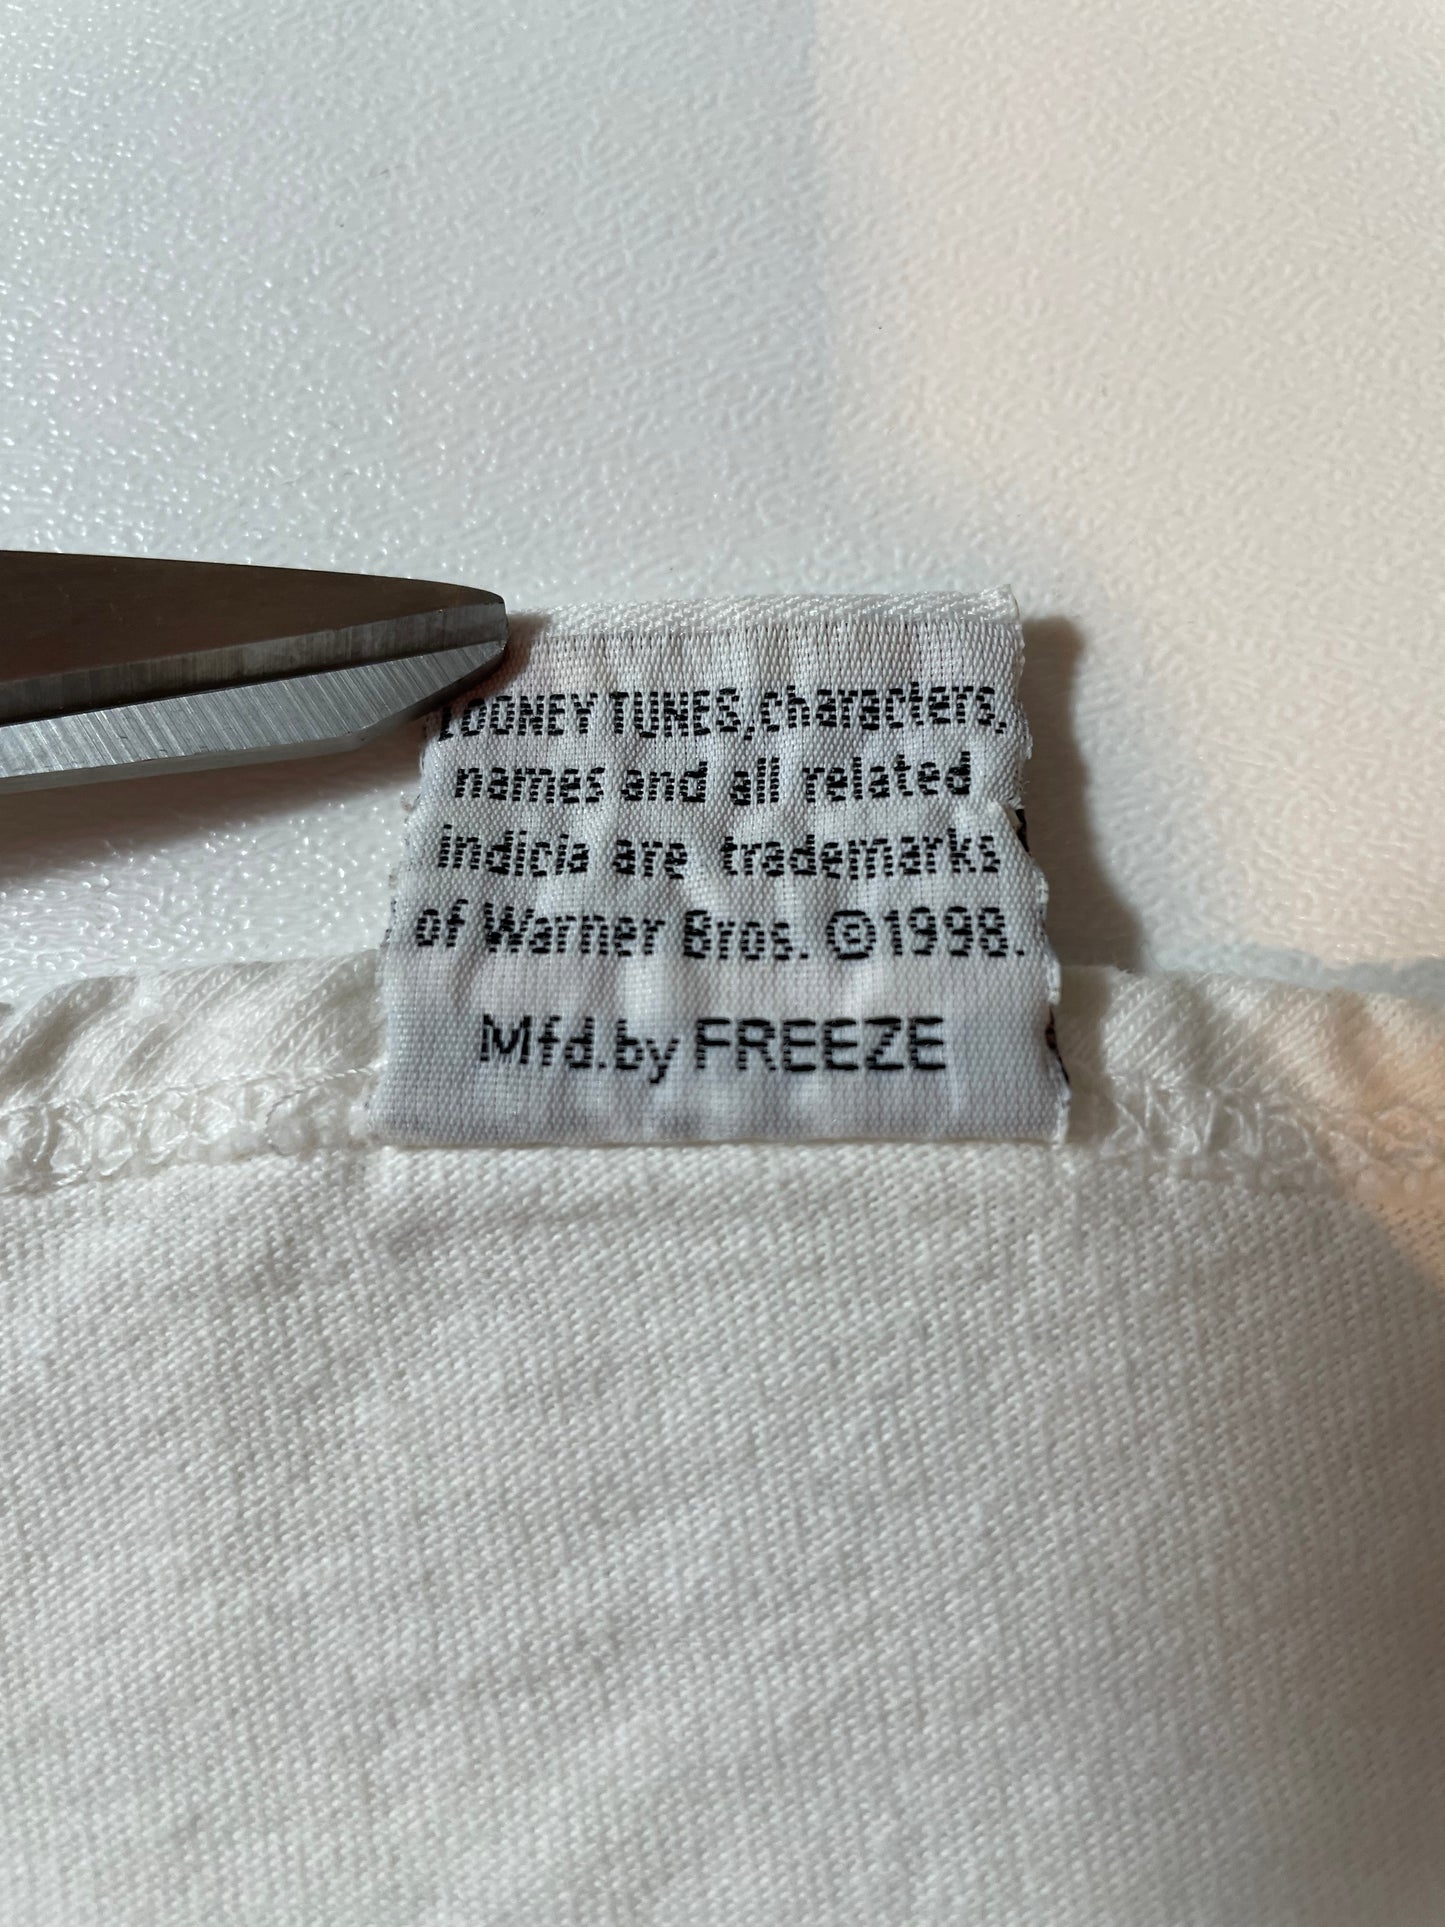 LOONEY TUNES, characters,
names and all related
indicia are trademarks
of Warner Bros. ©1998.
Mfd.by FREEZE